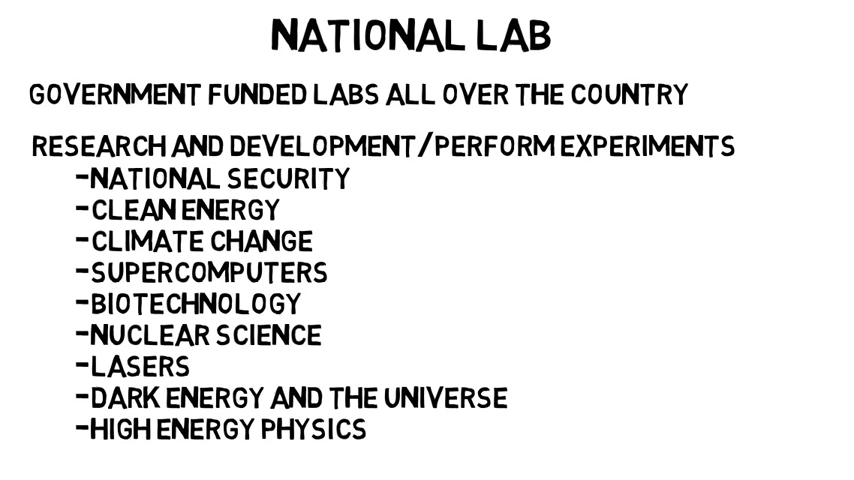 NATIONAL LAB
GOVERNMENT FUNDED LABS ALL OVER THE COUNTRY
RESEARCH AND DEVELOPMENT/PERFORM EXPERIMENTS
-NATIONAL SECURITY
-CLEAN ENERGY
-CLIMATE CHANGE
-SUPERCOMPUTERS
-BIOTECHNOLOGY
-NUCLEAR SCIENCE
-LASERS
-DARK ENERGY AND THE UNIVERSE
-HIGH ENERGY PHYSICS